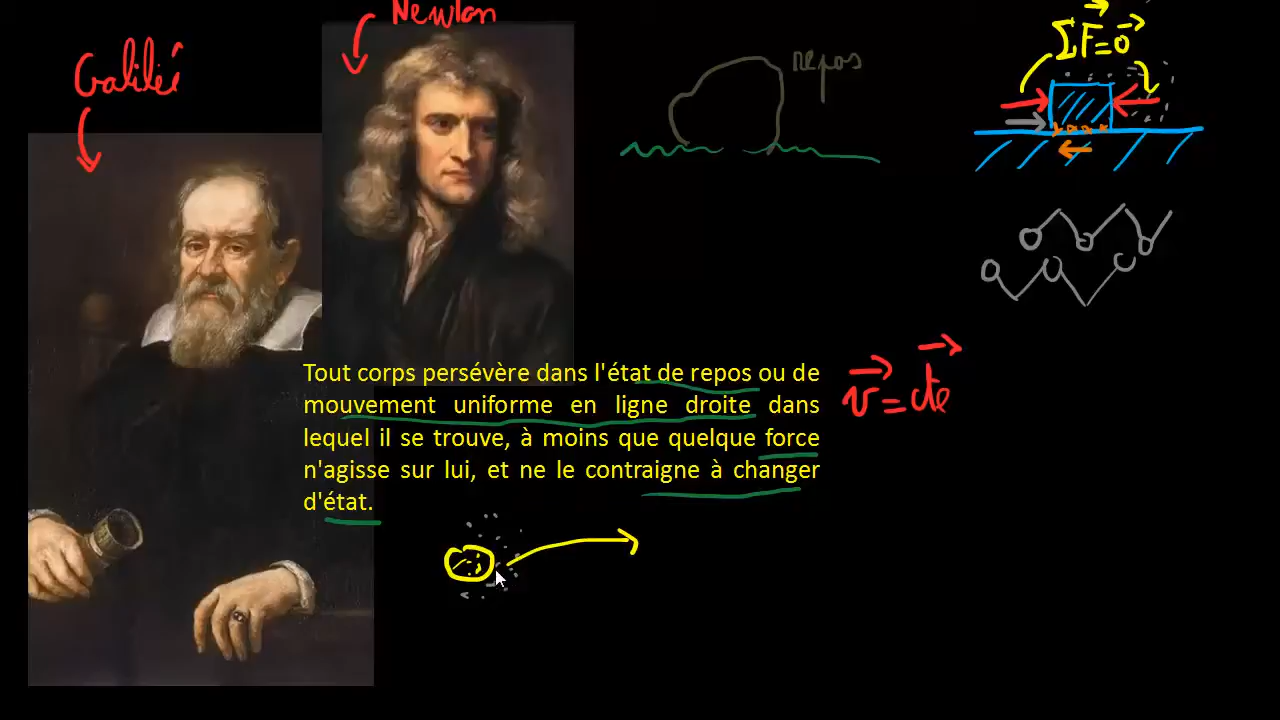 Newton
Galilée
repos
ΣF⃗=0⃗
Tout corps persévère dans l'état de repos ou de
mouvement uniforme en ligne droite dans
lequel il se trouve, à moins que quelque force
n'agisse sur lui, et ne le contraigne à changer
d'état.
v⃗=cte⃗